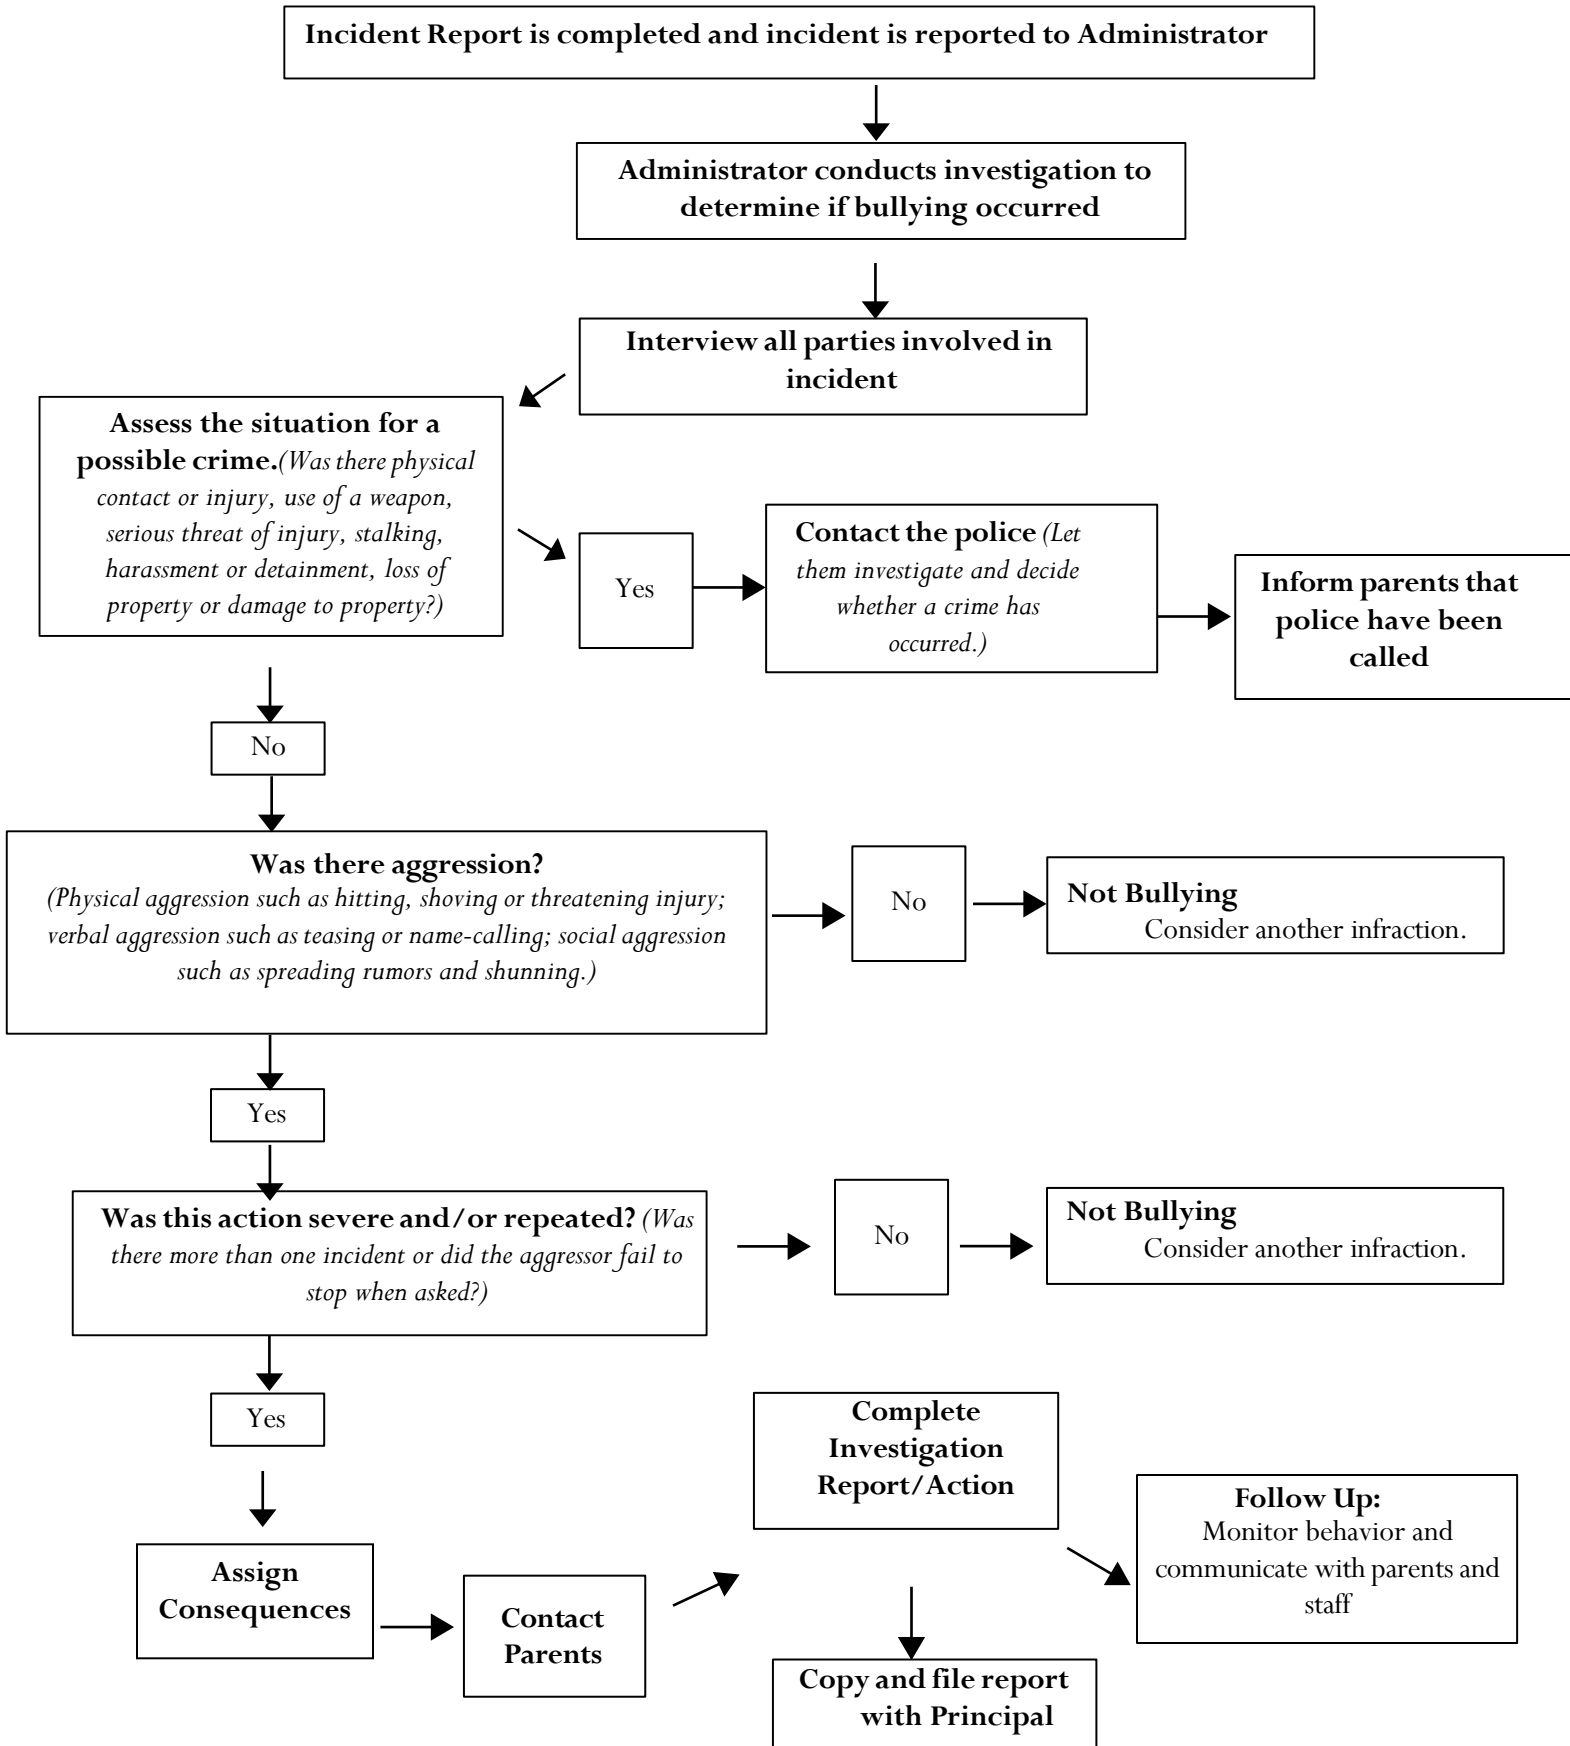 Incident Report is completed and incident is reported to Administrator
Administrator conducts investigation to
determine if bullying occurred
Interview all parties involved in
incident
Assess the situation for a
possible crime.(Was there physical
contact or injury, use of a weapon,
serious threat of injury, stalking,
harassment or detainment, loss of
property or damage to property?)
Yes
Contact the police (Let
them investigate and decide
whether a crime has
occurred.)
Inform parents that
police have been
called
No
Was there aggression?
(Physical aggression such as hitting, shoving or threatening injury;
verbal aggression such as teasing or name-calling; social aggression
such as spreading rumors and shunning.)
No
Not Bullying
Consider another infraction.
Yes
Was this action severe and/or repeated? (Was
there more than one incident or did the aggressor fail to
stop when asked?)
No
Not Bullying
Consider another infraction.
Yes
Assign
Consequences
Contact
Parents
Complete
Investigation
Report/Action
Follow Up:
Monitor behavior and
communicate with parents and
staff
Copy and file report
with Principal